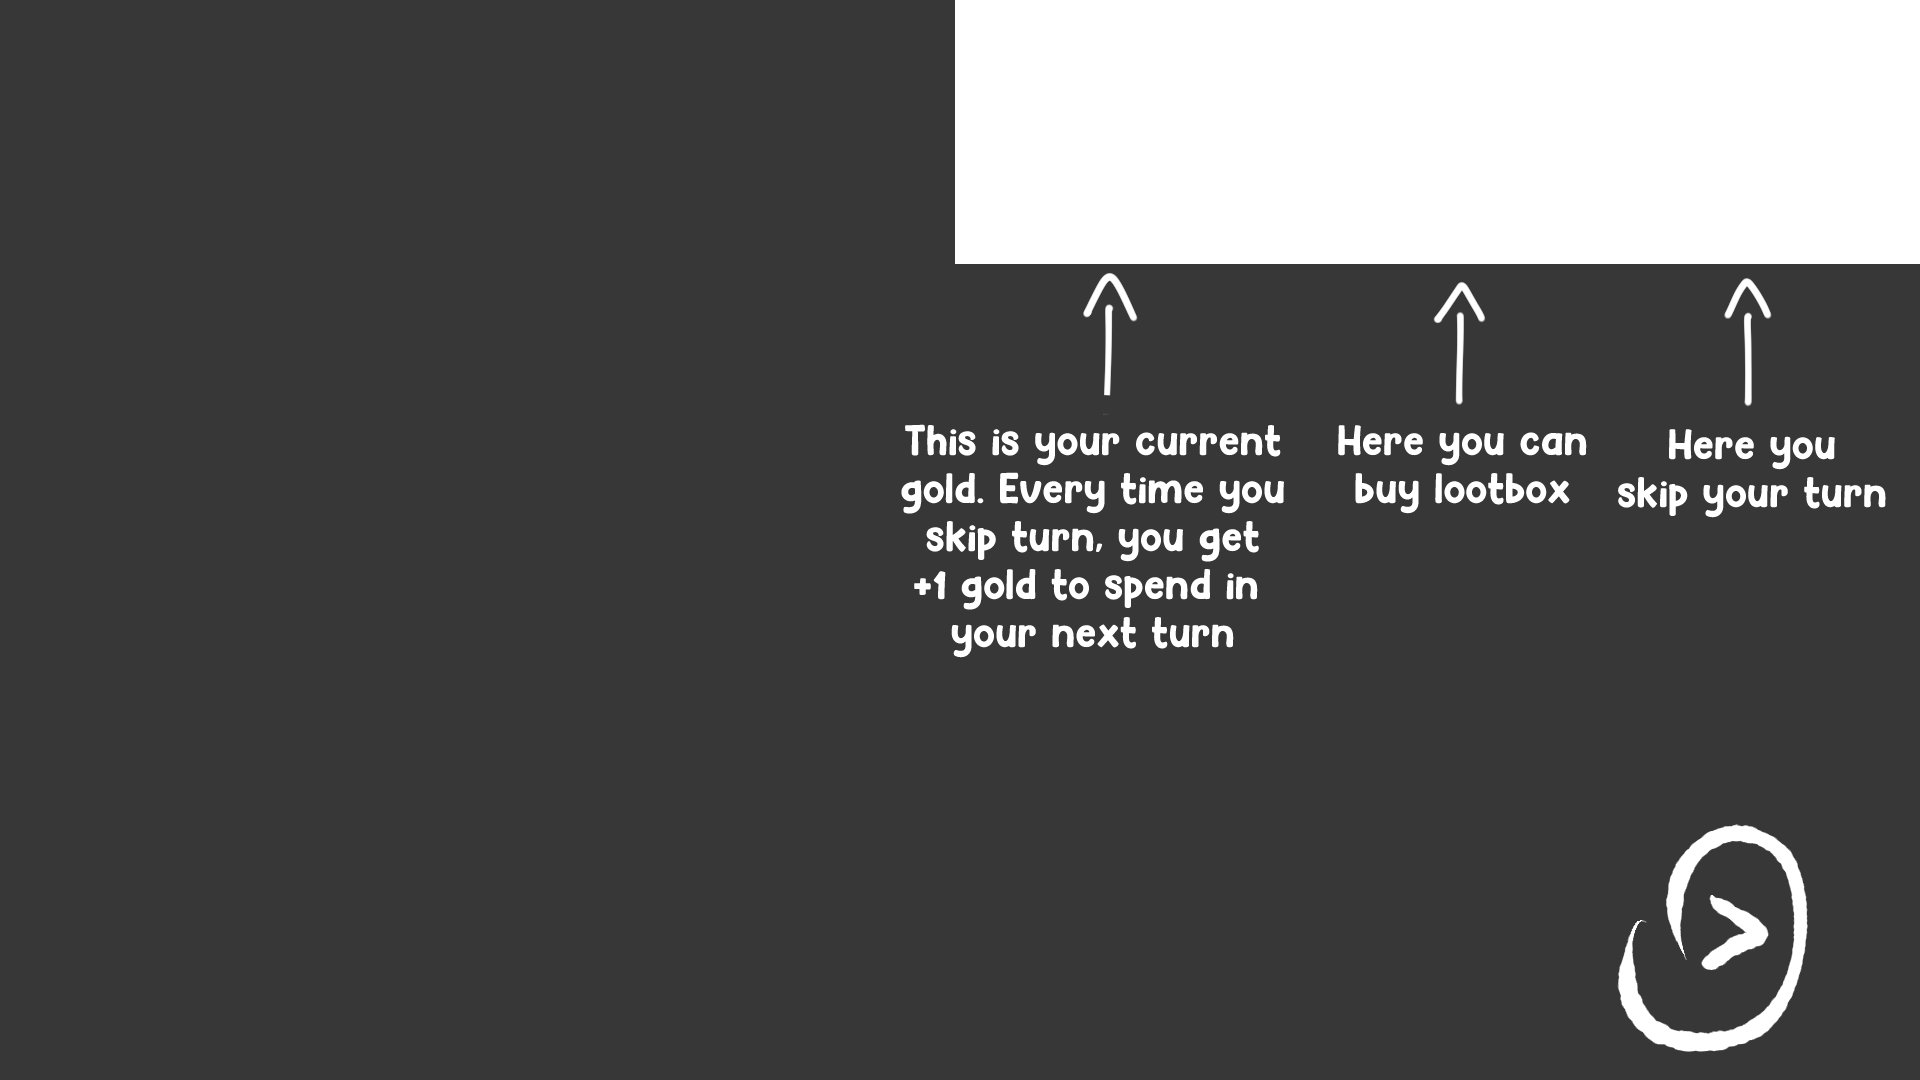 This is your current
gold. Every time you
skip turn, you get
+1 gold to spend in
your next turn
Here you can
buy lootbox
Here you
skip your turn
>